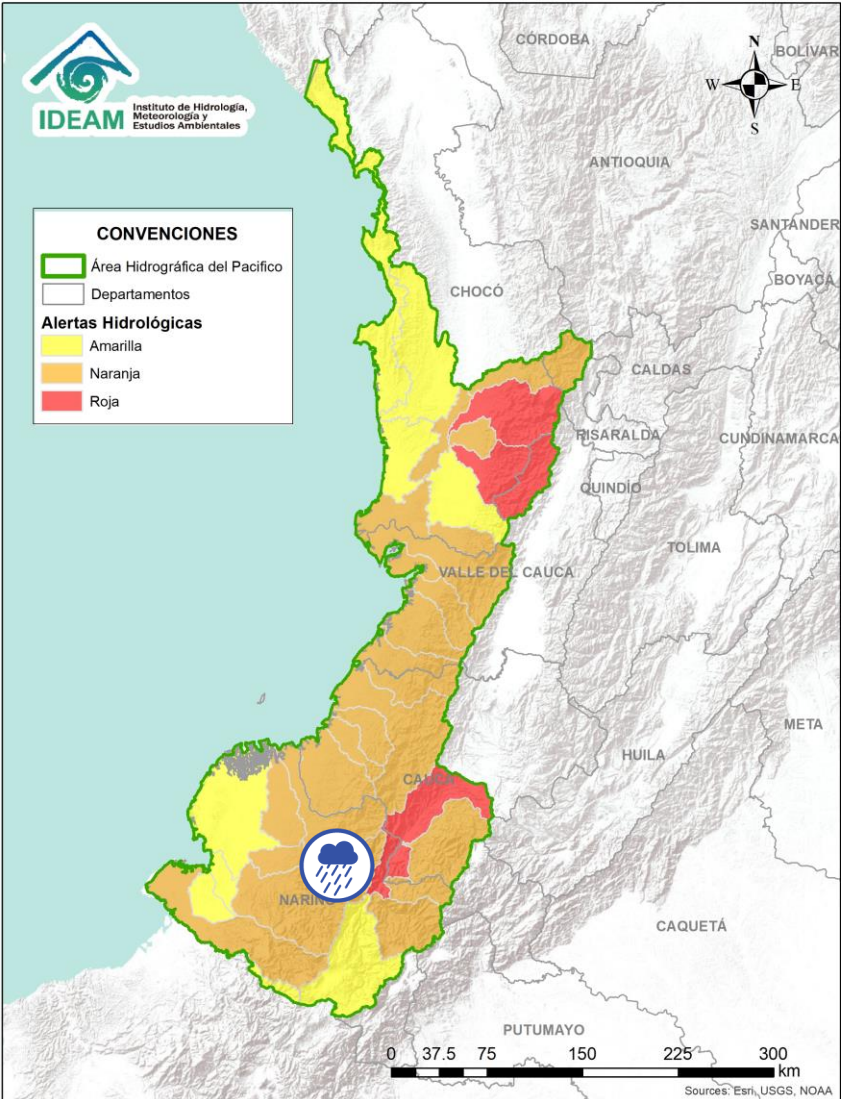 IDEAM
Instituto de Hidrología,
Meteorología y
Estudios Ambientales
CÓRDOBA
BOLÍVAR
N
W
E
S
ANTIOQUIA
SANTANDER
BOYACÁ
CONVENCIONES
Área Hidrográfica del Pacifico
Departamentos
Alertas Hidrológicas
Amarilla
Naranja
Roja
CHOCÓ
CALDAS
RISARALDA
CUNDINAMARCA
QUINDÍO
TOLIMA
VALLE DEL CAUCA
META
HUILA
CAUCA
NARIÑO
CAQUETÁ
PUTUMAYO
0 37.5 75 150 225 300
km
Sources: Esri, USGS, NOAA